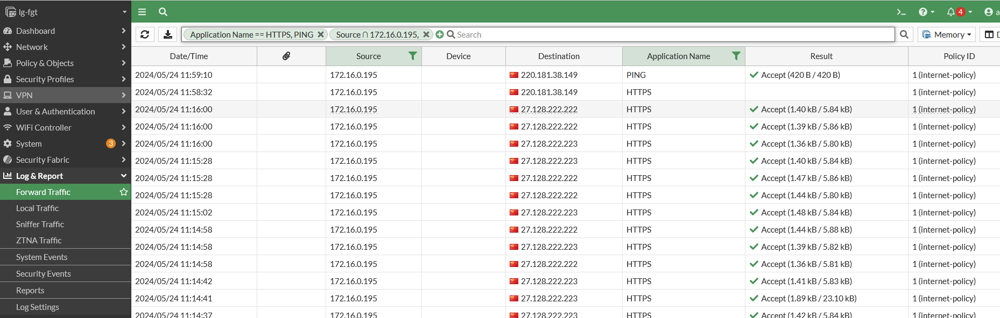 lg-fgt
4
a
Dashboard
Network
Policy & Objects
Security Profiles
VPN
User & Authentication
WiFi Controller
System 3
Security Fabric
Log & Report
Forward Traffic
Local Traffic
Sniffer Traffic
ZTNA Traffic
System Events
Security Events
Reports
Log Settings
Application Name == HTTPS, PING Source ∩ 172.16.0.195, Search Memory
Date/Time Source Device Destination Application Name Result Policy ID
2024/05/24 11:59:10 172.16.0.195 220.181.38.149 PING Accept (420 B / 420 B) 1 (internet-policy)
2024/05/24 11:58:32 172.16.0.195 220.181.38.149 HTTPS 1 (internet-policy)
2024/05/24 11:16:00 172.16.0.195 27.128.222.222 HTTPS Accept (1.40 kB / 5.84 kB) 1 (internet-policy)
2024/05/24 11:16:00 172.16.0.195 27.128.222.222 HTTPS Accept (1.39 kB / 5.86 kB) 1 (internet-policy)
2024/05/24 11:16:00 172.16.0.195 27.128.222.223 HTTPS Accept (1.36 kB / 5.80 kB) 1 (internet-policy)
2024/05/24 11:15:28 172.16.0.195 27.128.222.223 HTTPS Accept (1.40 kB / 5.84 kB) 1 (internet-policy)
2024/05/24 11:15:28 172.16.0.195 27.128.222.222 HTTPS Accept (1.47 kB / 5.86 kB) 1 (internet-policy)
2024/05/24 11:15:28 172.16.0.195 27.128.222.222 HTTPS Accept (1.44 kB / 5.80 kB) 1 (internet-policy)
2024/05/24 11:15:02 172.16.0.195 27.128.222.223 HTTPS Accept (1.48 kB / 5.84 kB) 1 (internet-policy)
2024/05/24 11:14:58 172.16.0.195 27.128.222.222 HTTPS Accept (1.44 kB / 5.88 kB) 1 (internet-policy)
2024/05/24 11:14:58 172.16.0.195 27.128.222.223 HTTPS Accept (1.39 kB / 5.82 kB) 1 (internet-policy)
2024/05/24 11:14:58 172.16.0.195 27.128.222.222 HTTPS Accept (1.36 kB / 5.81 kB) 1 (internet-policy)
2024/05/24 11:14:42 172.16.0.195 27.128.222.223 HTTPS Accept (1.41 kB / 5.83 kB) 1 (internet-policy)
2024/05/24 11:14:41 172.16.0.195 27.128.222.223 HTTPS Accept (1.89 kB / 23.10 kB) 1 (internet-policy)
2024/05/24 11:14:37 172.16.0.195 27.128.222.223 HTTPS Accept (1.42 kB / 5.84 kB) 1 (internet-policy)